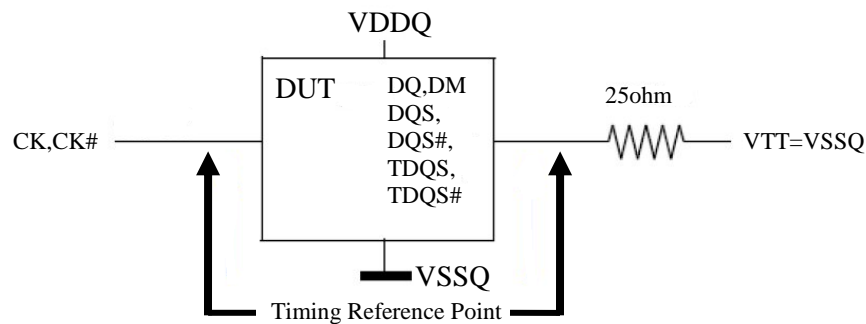 VDDQ
DUT
DQ,DM
DQS,
DQS#,
TDQS,
TDQS#
25ohm
CK,CK#
VTT=VSSQ
VSSQ
Timing Reference Point